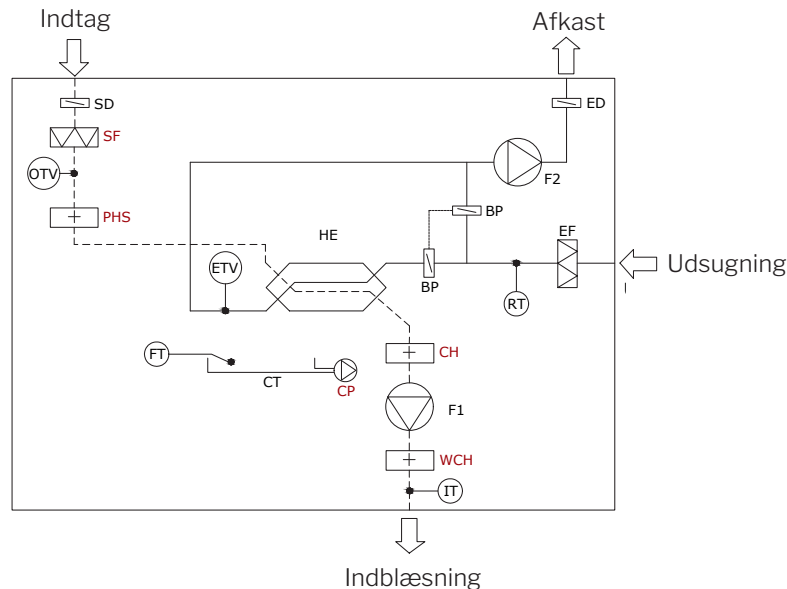 Indtag
Afkast
SD
ED
SF
OTV
F2
PHS
BP
EF
HE
ETV
BP
Udsugning
RT
FT
CH
CT
CP
F1
WCH
IT
Indblæsning